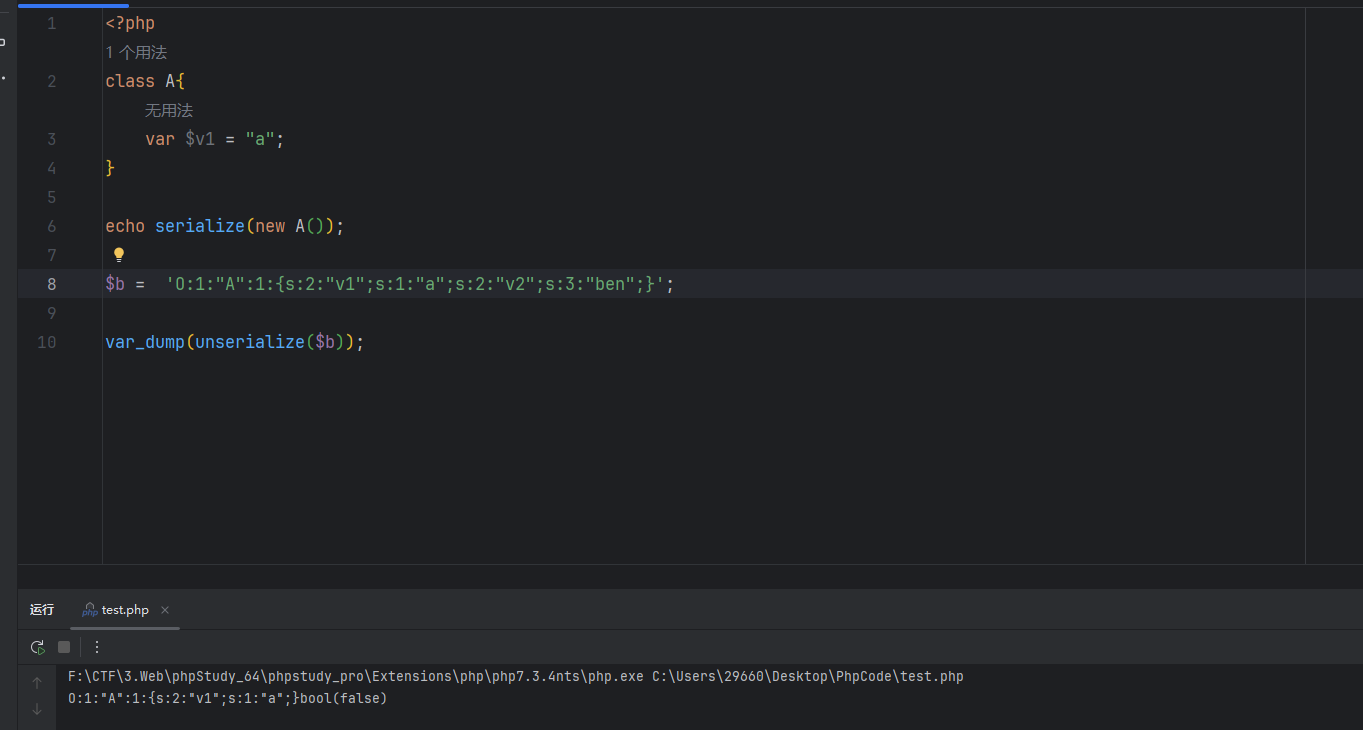 1 <?php
1 个用法
2 class A{
无用法
3 var $v1 = "a";
4 }
5
6 echo serialize(new A());
7
8 $b =  'O:1:"A":1:{s:2:"v1";s:1:"a";s:2:"v2";s:3:"ben";}';
9
10 var_dump(unserialize($b));
运行 php test.php ×
F:\CTF\3.Web\phpStudy_64\phpstudy_pro\Extensions\php\php7.3.4nts\php.exe C:\Users\29660\Desktop\PhpCode\test.php
O:1:"A":1:{s:2:"v1";s:1:"a";}bool(false)